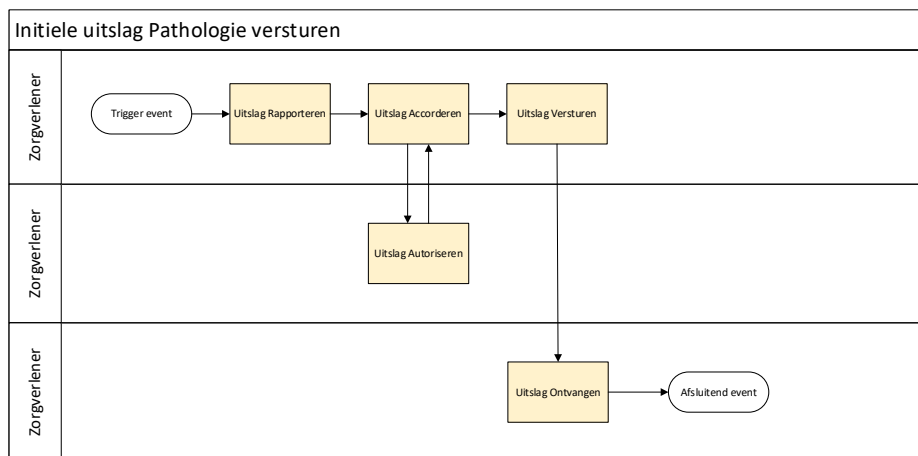 Initiele uitslag Pathologie versturen
Zorgverlener
Trigger event
Uitslag Rapporteren
Uitslag Accorderen
Uitslag Versturen
Zorgverlener
Uitslag Autoriseren
Zorgverlener
Uitslag Ontvangen
Afsluitend event